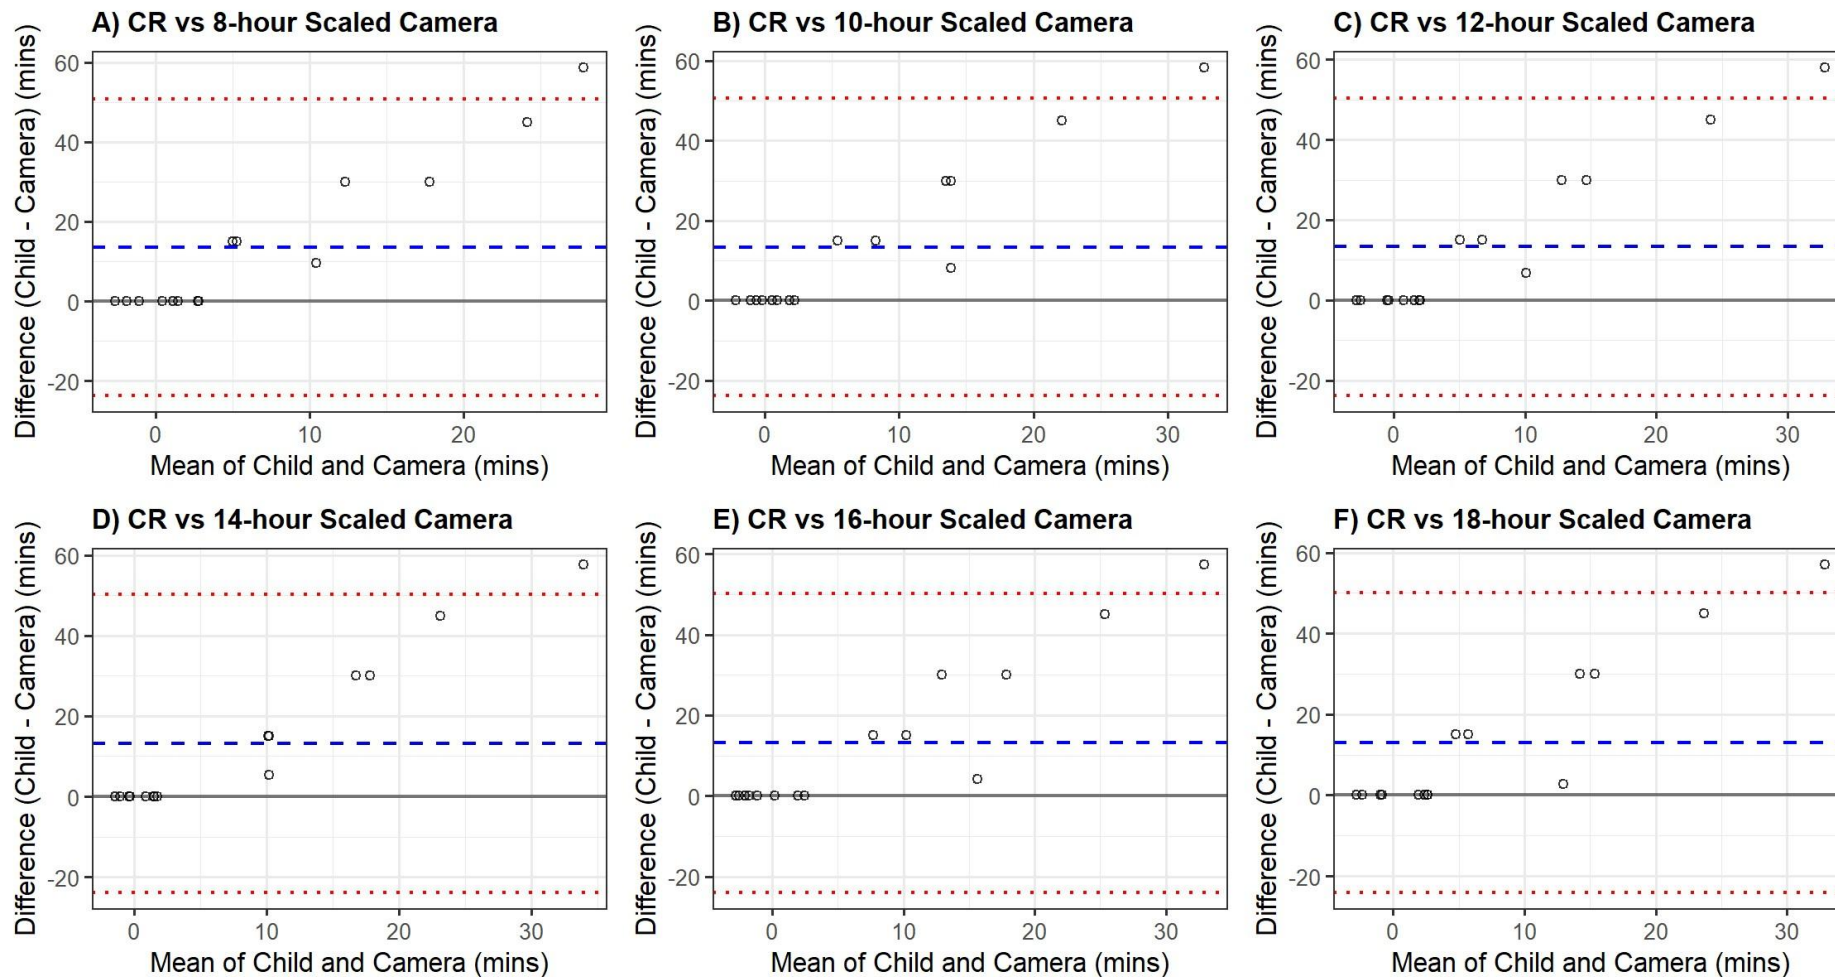 A) CR vs 8-hour Scaled Camera
Difference (Child - Camera) (mins)
60
40
20
0
-20
0 10 20
Mean of Child and Camera (mins)
B) CR vs 10-hour Scaled Camera
Difference (Child - Camera) (mins)
60
40
20
0
-20
0 10 20 30
Mean of Child and Camera (mins)
C) CR vs 12-hour Scaled Camera
Difference (Child - Camera) (mins)
60
40
20
0
-20
0 10 20 30
Mean of Child and Camera (mins)
D) CR vs 14-hour Scaled Camera
Difference (Child - Camera) (mins)
60
40
20
0
-20
0 10 20 30
Mean of Child and Camera (mins)
E) CR vs 16-hour Scaled Camera
Difference (Child - Camera) (mins)
60
40
20
0
-20
0 10 20 30
Mean of Child and Camera (mins)
F) CR vs 18-hour Scaled Camera
Difference (Child - Camera) (mins)
60
40
20
0
-20
0 10 20 30
Mean of Child and Camera (mins)